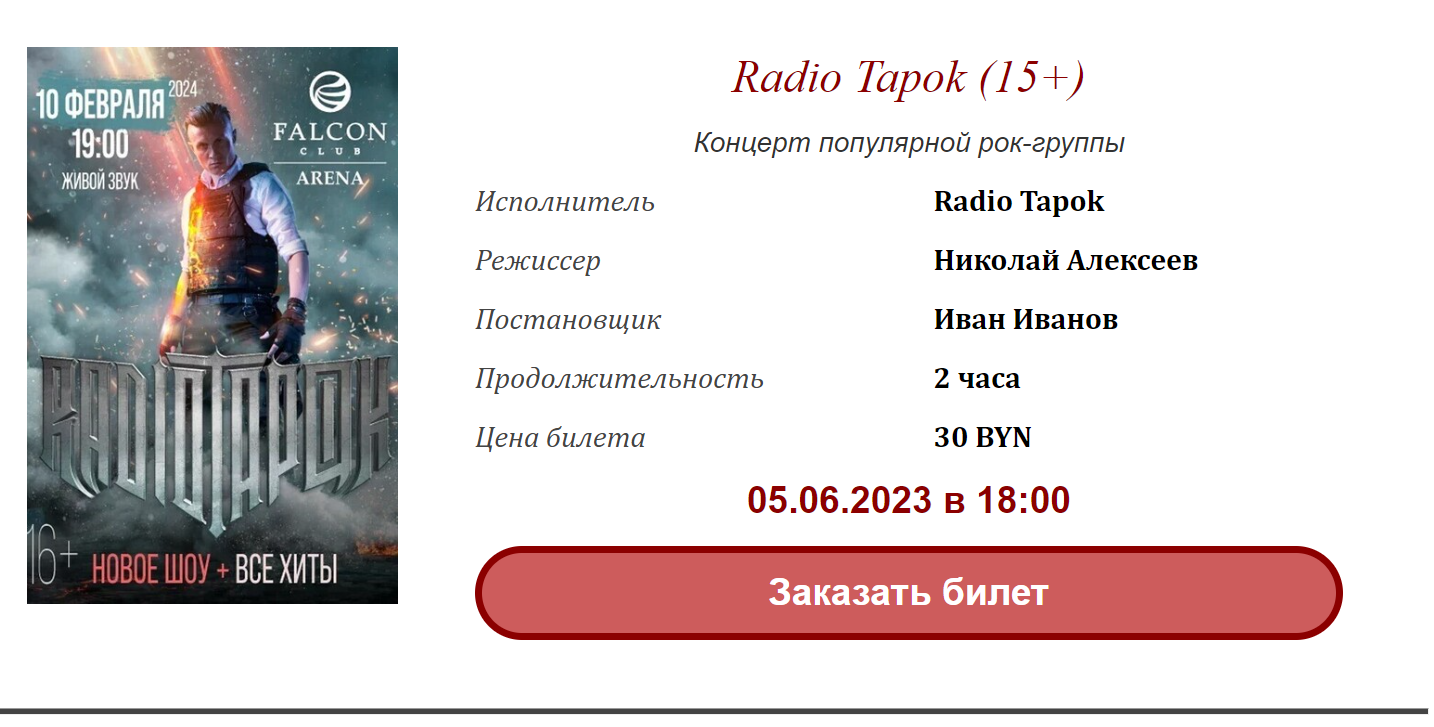 10 ФЕВРАЛЯ 2024
19:00
ЖИВОЙ ЗВУК
FALCON
CLUB
ARENA
RADIOTAPOK
16+
НОВОЕ ШОУ + ВСЕ ХИТЫ
Radio Tapok (15+)
Концерт популярной рок-группы
Исполнитель Radio Tapok
Режиссер Николай Алексеев
Постановщик Иван Иванов
Продолжительность 2 часа
Цена билета 30 BYN
05.06.2023 в 18:00
Заказать билет